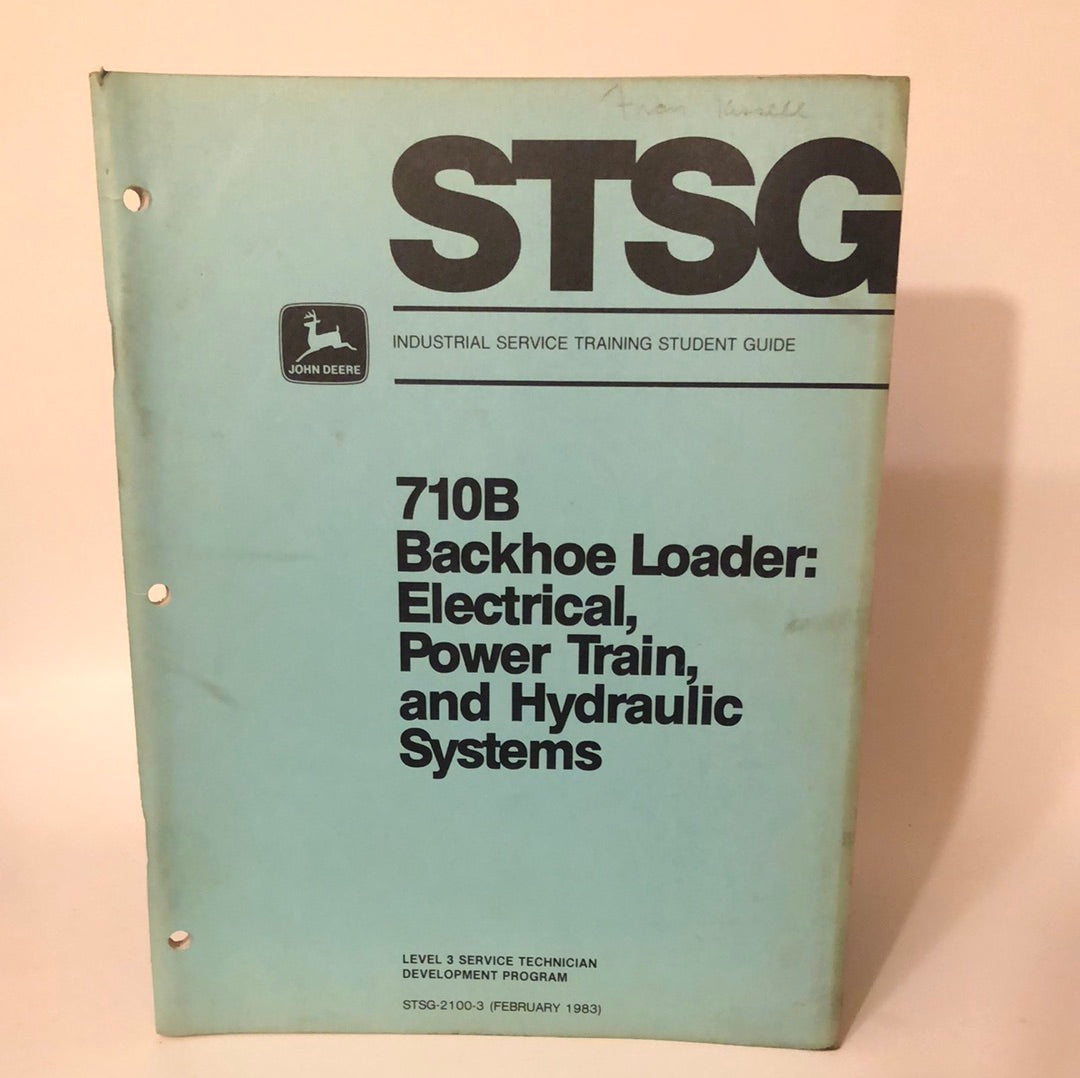 STSG
JOHN DEERE
INDUSTRIAL SERVICE TRAINING STUDENT GUIDE
710B
Backhoe Loader:
Electrical,
Power Train,
and Hydraulic
Systems
LEVEL 3 SERVICE TECHNICIAN
DEVELOPMENT PROGRAM
STSG-2100-3 (FEBRUARY 1983)